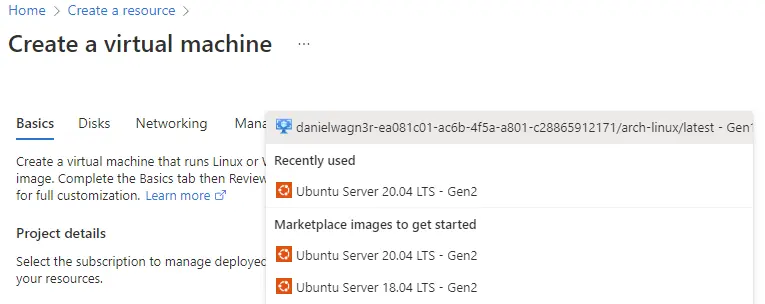 Home > Create a resource >
Create a virtual machine ...
Basics Disks Networking Mana
danielwagn3r-ea081c01-ac6b-4f5a-a801-c28865912171/arch-linux/latest - Gen1
Create a virtual machine that runs Linux or W
image. Complete the Basics tab then Review
for full customization. Learn more
Recently used
Ubuntu Server 20.04 LTS - Gen2
Marketplace images to get started
Project details
Ubuntu Server 20.04 LTS - Gen2
Select the subscription to manage deployed
your resources.
Ubuntu Server 18.04 LTS - Gen2